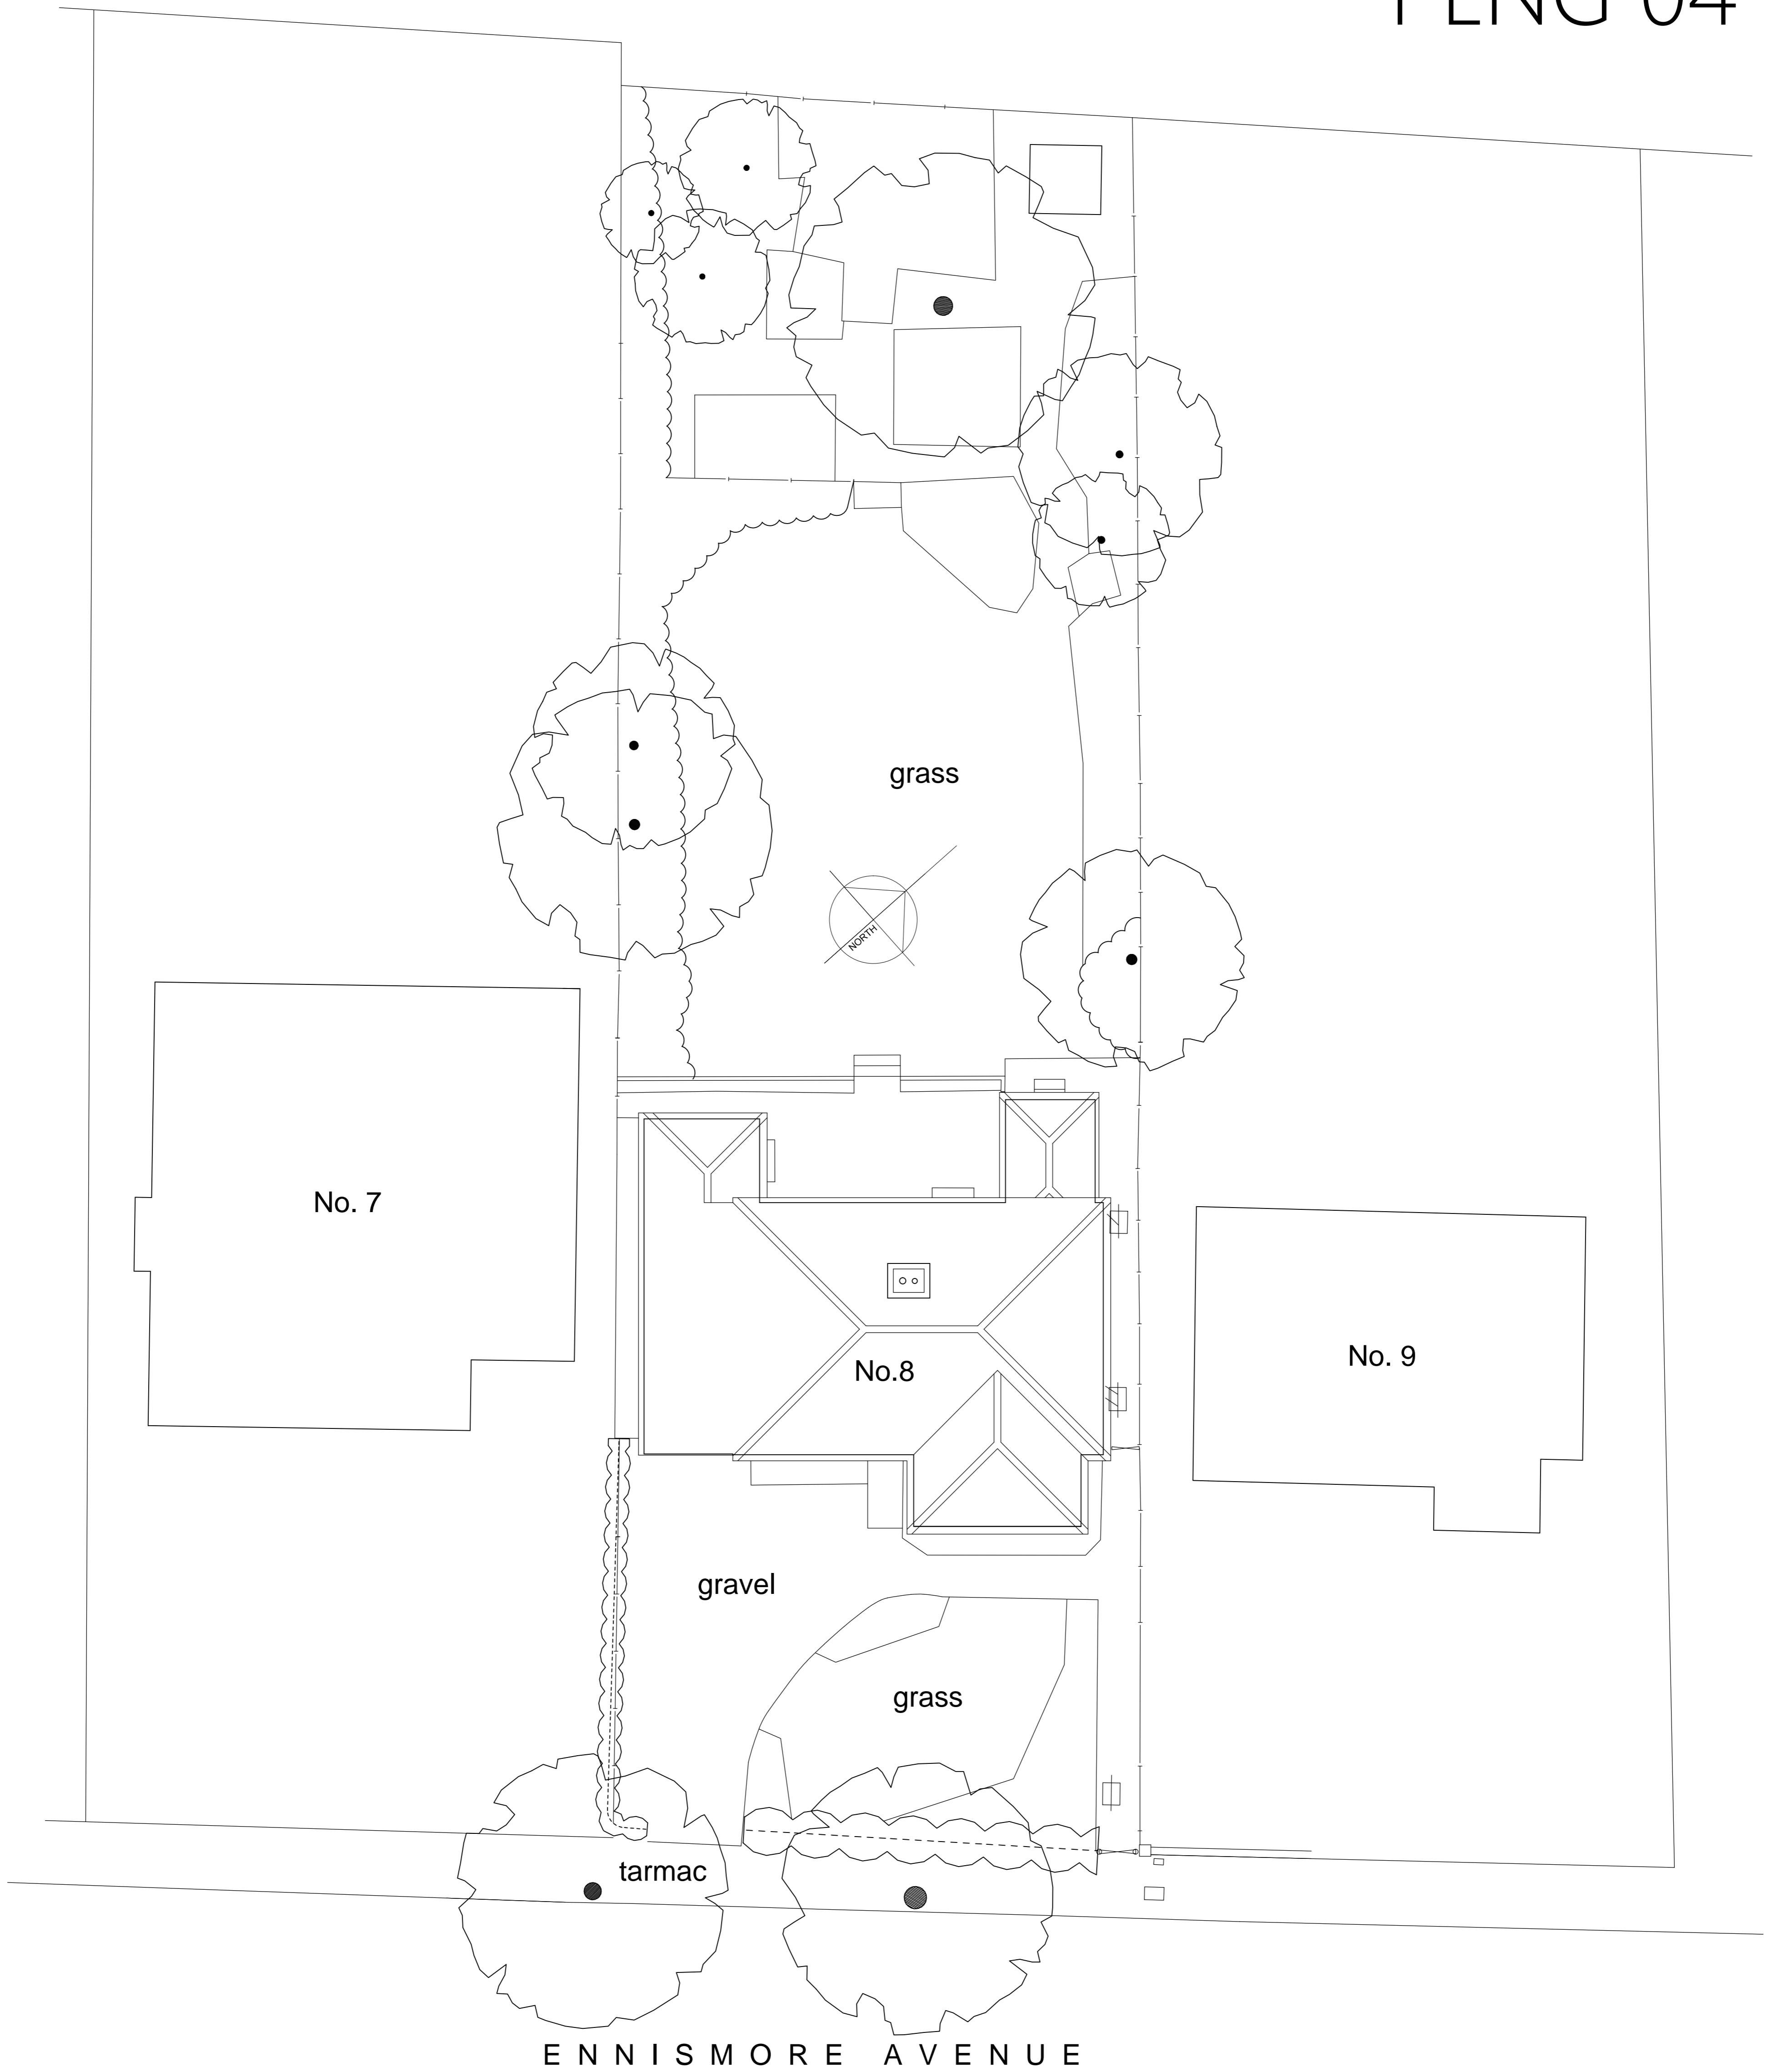 grass
NORTH
No. 7
No. 9
No.8
gravel
grass
tarmac
ENNISMORE AVENUE